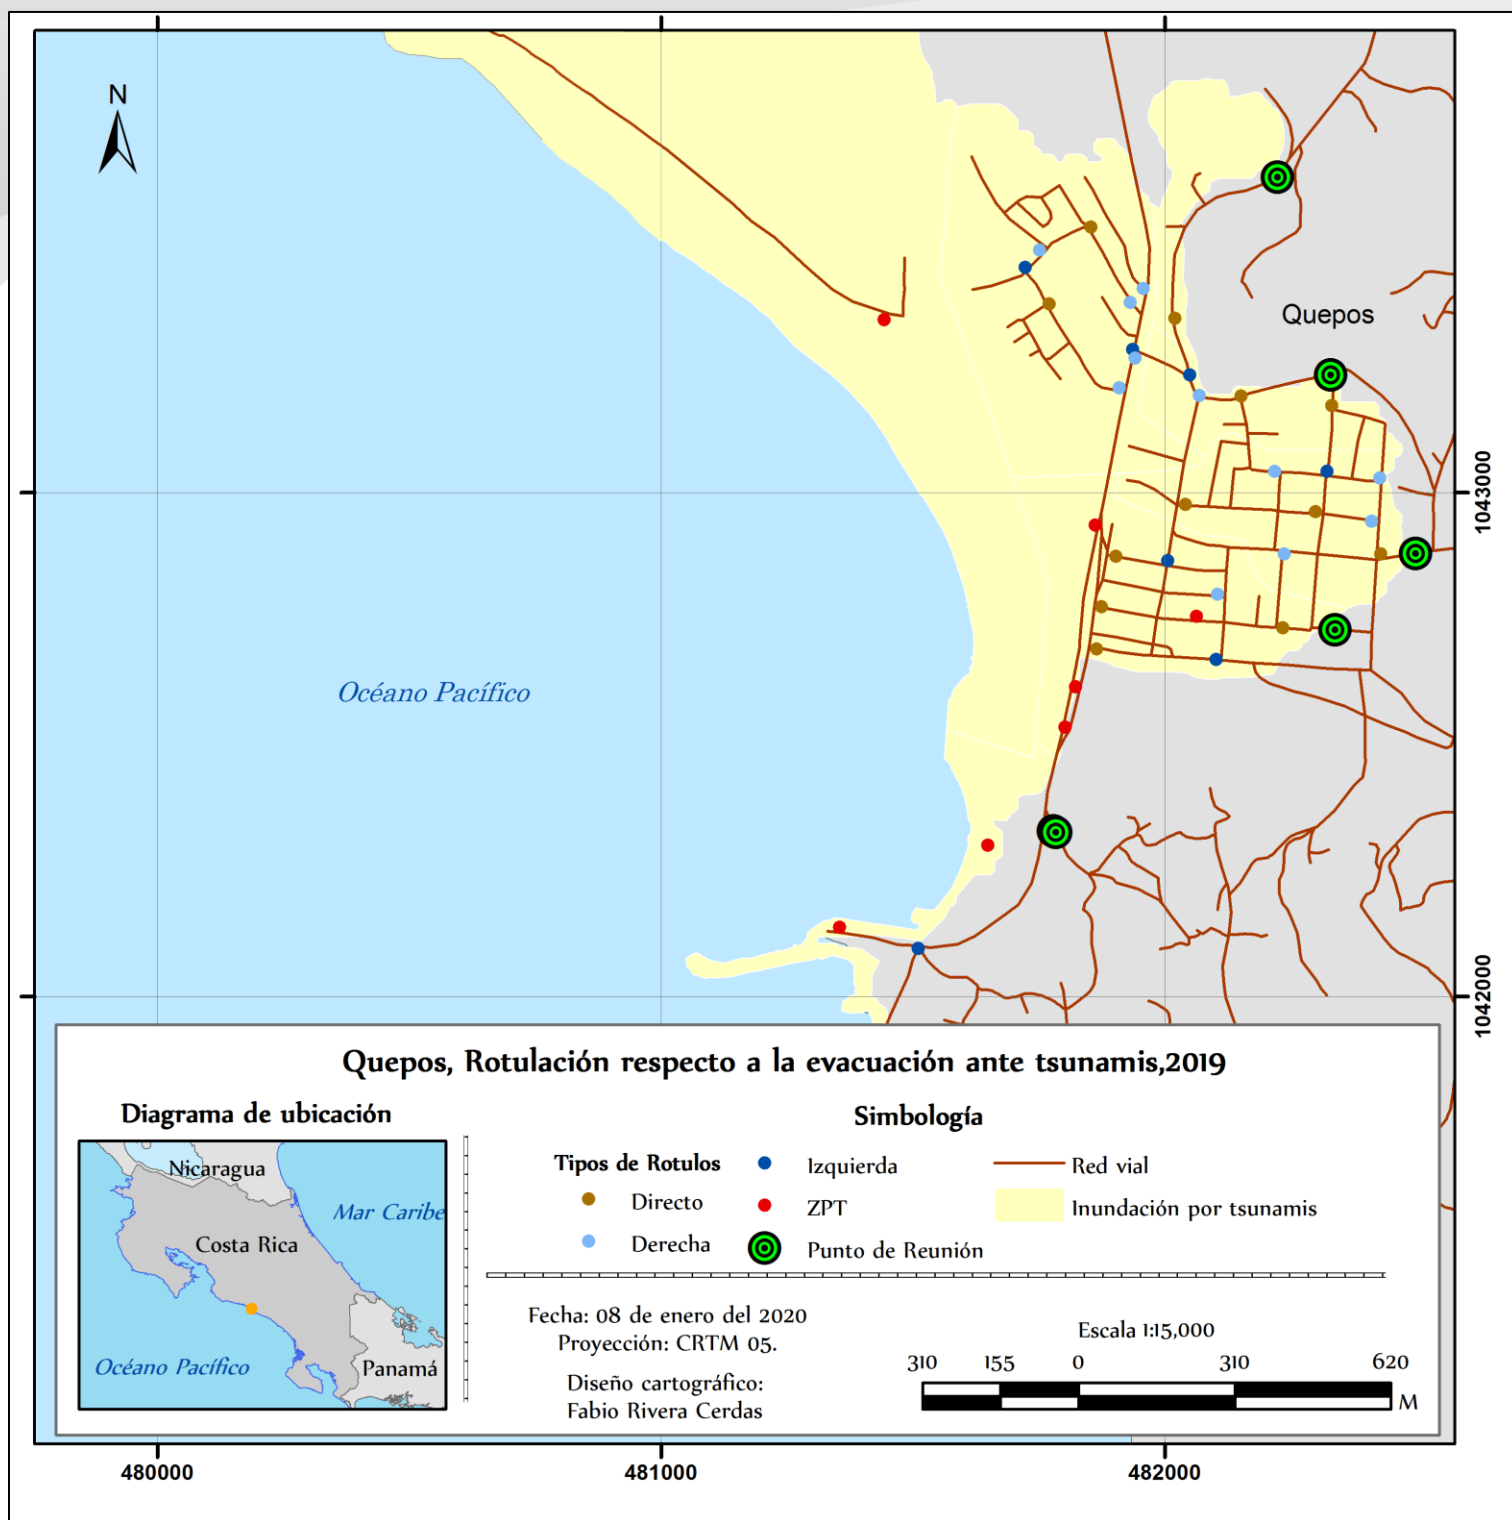 N
Quepos
Océano Pacífico
1043000
1042000
Quepos, Rotulación respecto a la evacuación ante tsunamis,2019
Diagrama de ubicación
Nicaragua
Mar Caribe
Costa Rica
Océano Pacífico
Panamá
Simbología
Tipos de Rotulos
Directo
Derecha
Izquierda
ZPT
Punto de Reunión
Red vial
Inundación por tsunamis
Fecha: 08 de enero del 2020
Proyección: CRTM 05.
Diseño cartográfico:
Fabio Rivera Cerdas
Escala 1:15,000
310 155 0 310 620
M
480000 481000 482000